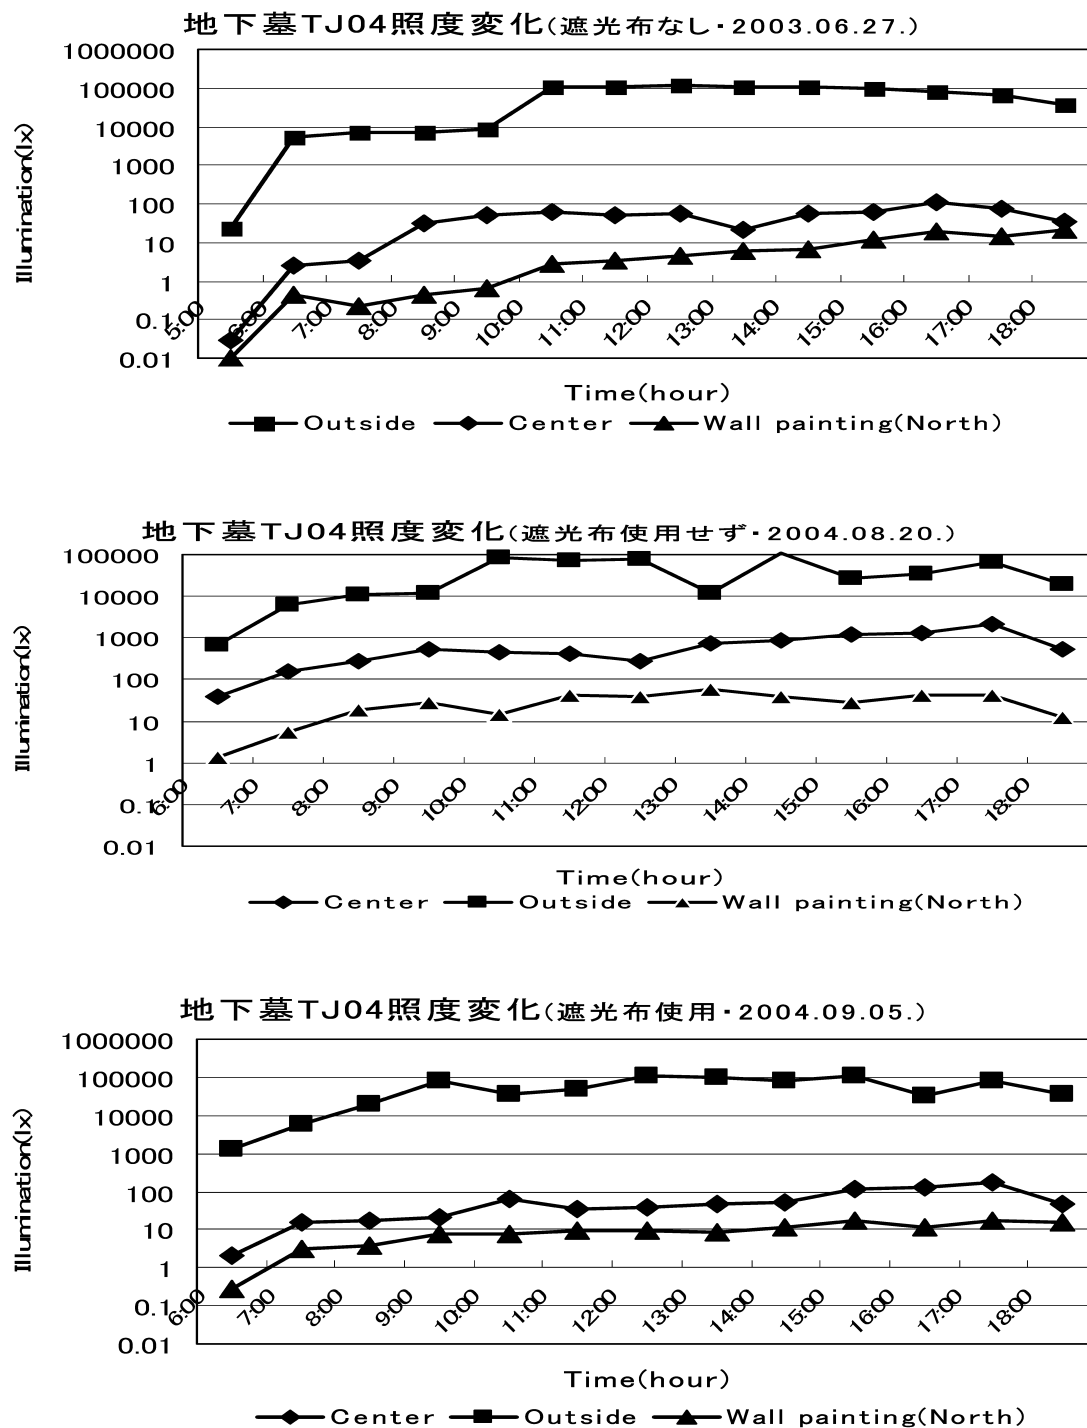 地下墓TJ04照度変化(遮光布なし・2003.06.27.)
1000000
100000
10000
1000
100
10
1
0.1
0.01
Illumination(lx)
5:00 6:00 7:00 8:00 9:00 10:00 11:00 12:00 13:00 14:00 15:00 16:00 17:00 18:00
Time(hour)
Outside Center Wall painting(North)
地下墓TJ04照度変化(遮光布使用せず・2004.08.20.)
100000
10000
1000
100
10
1
0.1
0.01
Illumination(lx)
6:00 7:00 8:00 9:00 10:00 11:00 12:00 13:00 14:00 15:00 16:00 17:00 18:00
Time(hour)
Center Outside Wall painting(North)
地下墓TJ04照度変化(遮光布使用・2004.09.05.)
1000000
100000
10000
1000
100
10
1
0.1
0.01
Illumination(lx)
6:00 7:00 8:00 9:00 10:00 11:00 12:00 13:00 14:00 15:00 16:00 17:00 18:00
Time(hour)
Center Outside Wall painting(North)